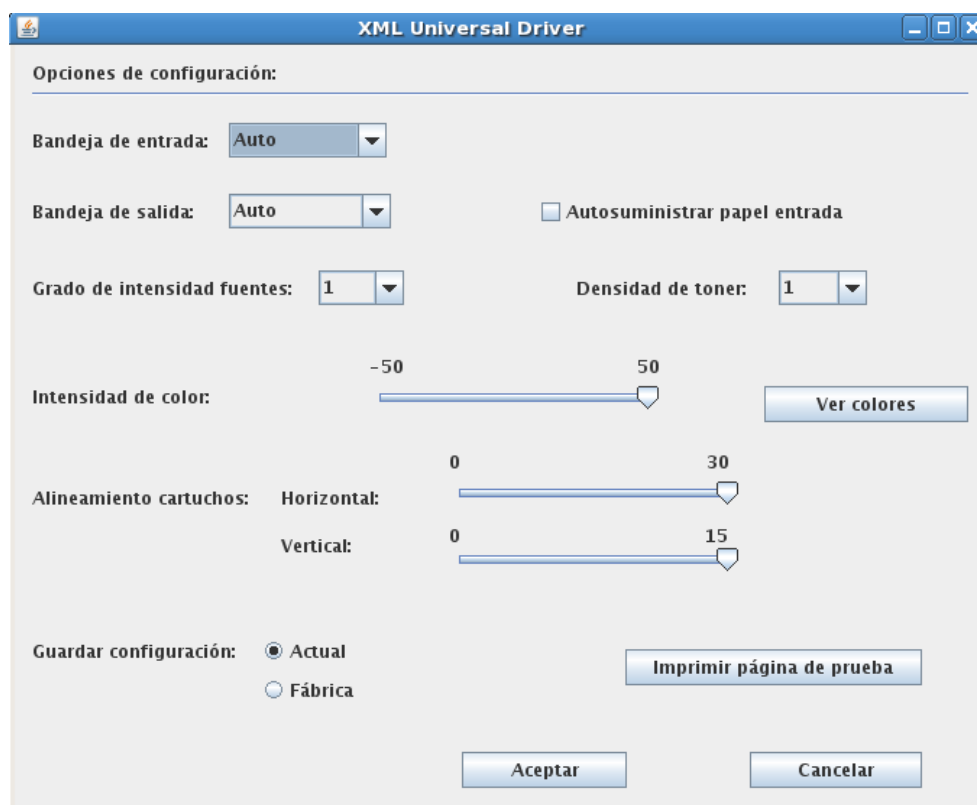 XML Universal Driver
Opciones de configuración:
Bandeja de entrada: Auto
Bandeja de salida: Auto Autosuministrar papel entrada
Grado de intensidad fuentes: 1 Densidad de toner: 1
-50 50
Intensidad de color: Ver colores
0 30
Alineamiento cartuchos: Horizontal:
0 15
Vertical:
Guardar configuración: Actual
Imprimir página de prueba
Fábrica
Aceptar Cancelar